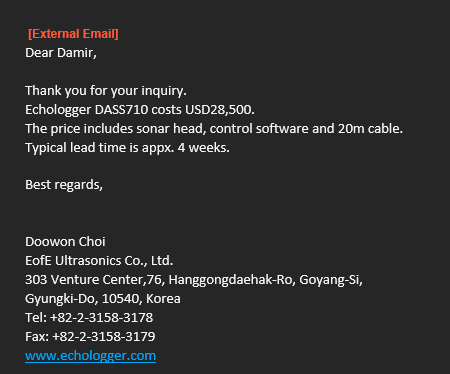 [External Email]
Dear Damir,
Thank you for your inquiry.
Echologger DASS710 costs USD28,500.
The price includes sonar head, control software and 20m cable.
Typical lead time is appx. 4 weeks.
Best regards,
Doowon Choi
EofE Ultrasonics Co., Ltd.
303 Venture Center,76, Hanggongdaehak-Ro, Goyang-Si,
Gyungki-Do, 10540, Korea
Tel: +82-2-3158-3178
Fax: +82-2-3158-3179
www.echologger.com